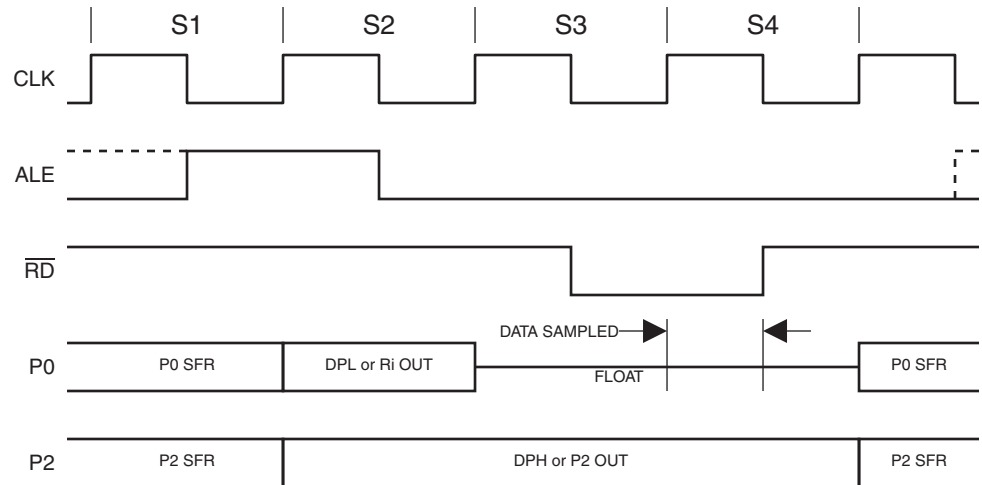 S1 S2 S3 S4
CLK
ALE
RD
DATA SAMPLED
P0 P0 SFR DPL or Ri OUT FLOAT P0 SFR
P2 P2 SFR DPH or P2 OUT P2 SFR